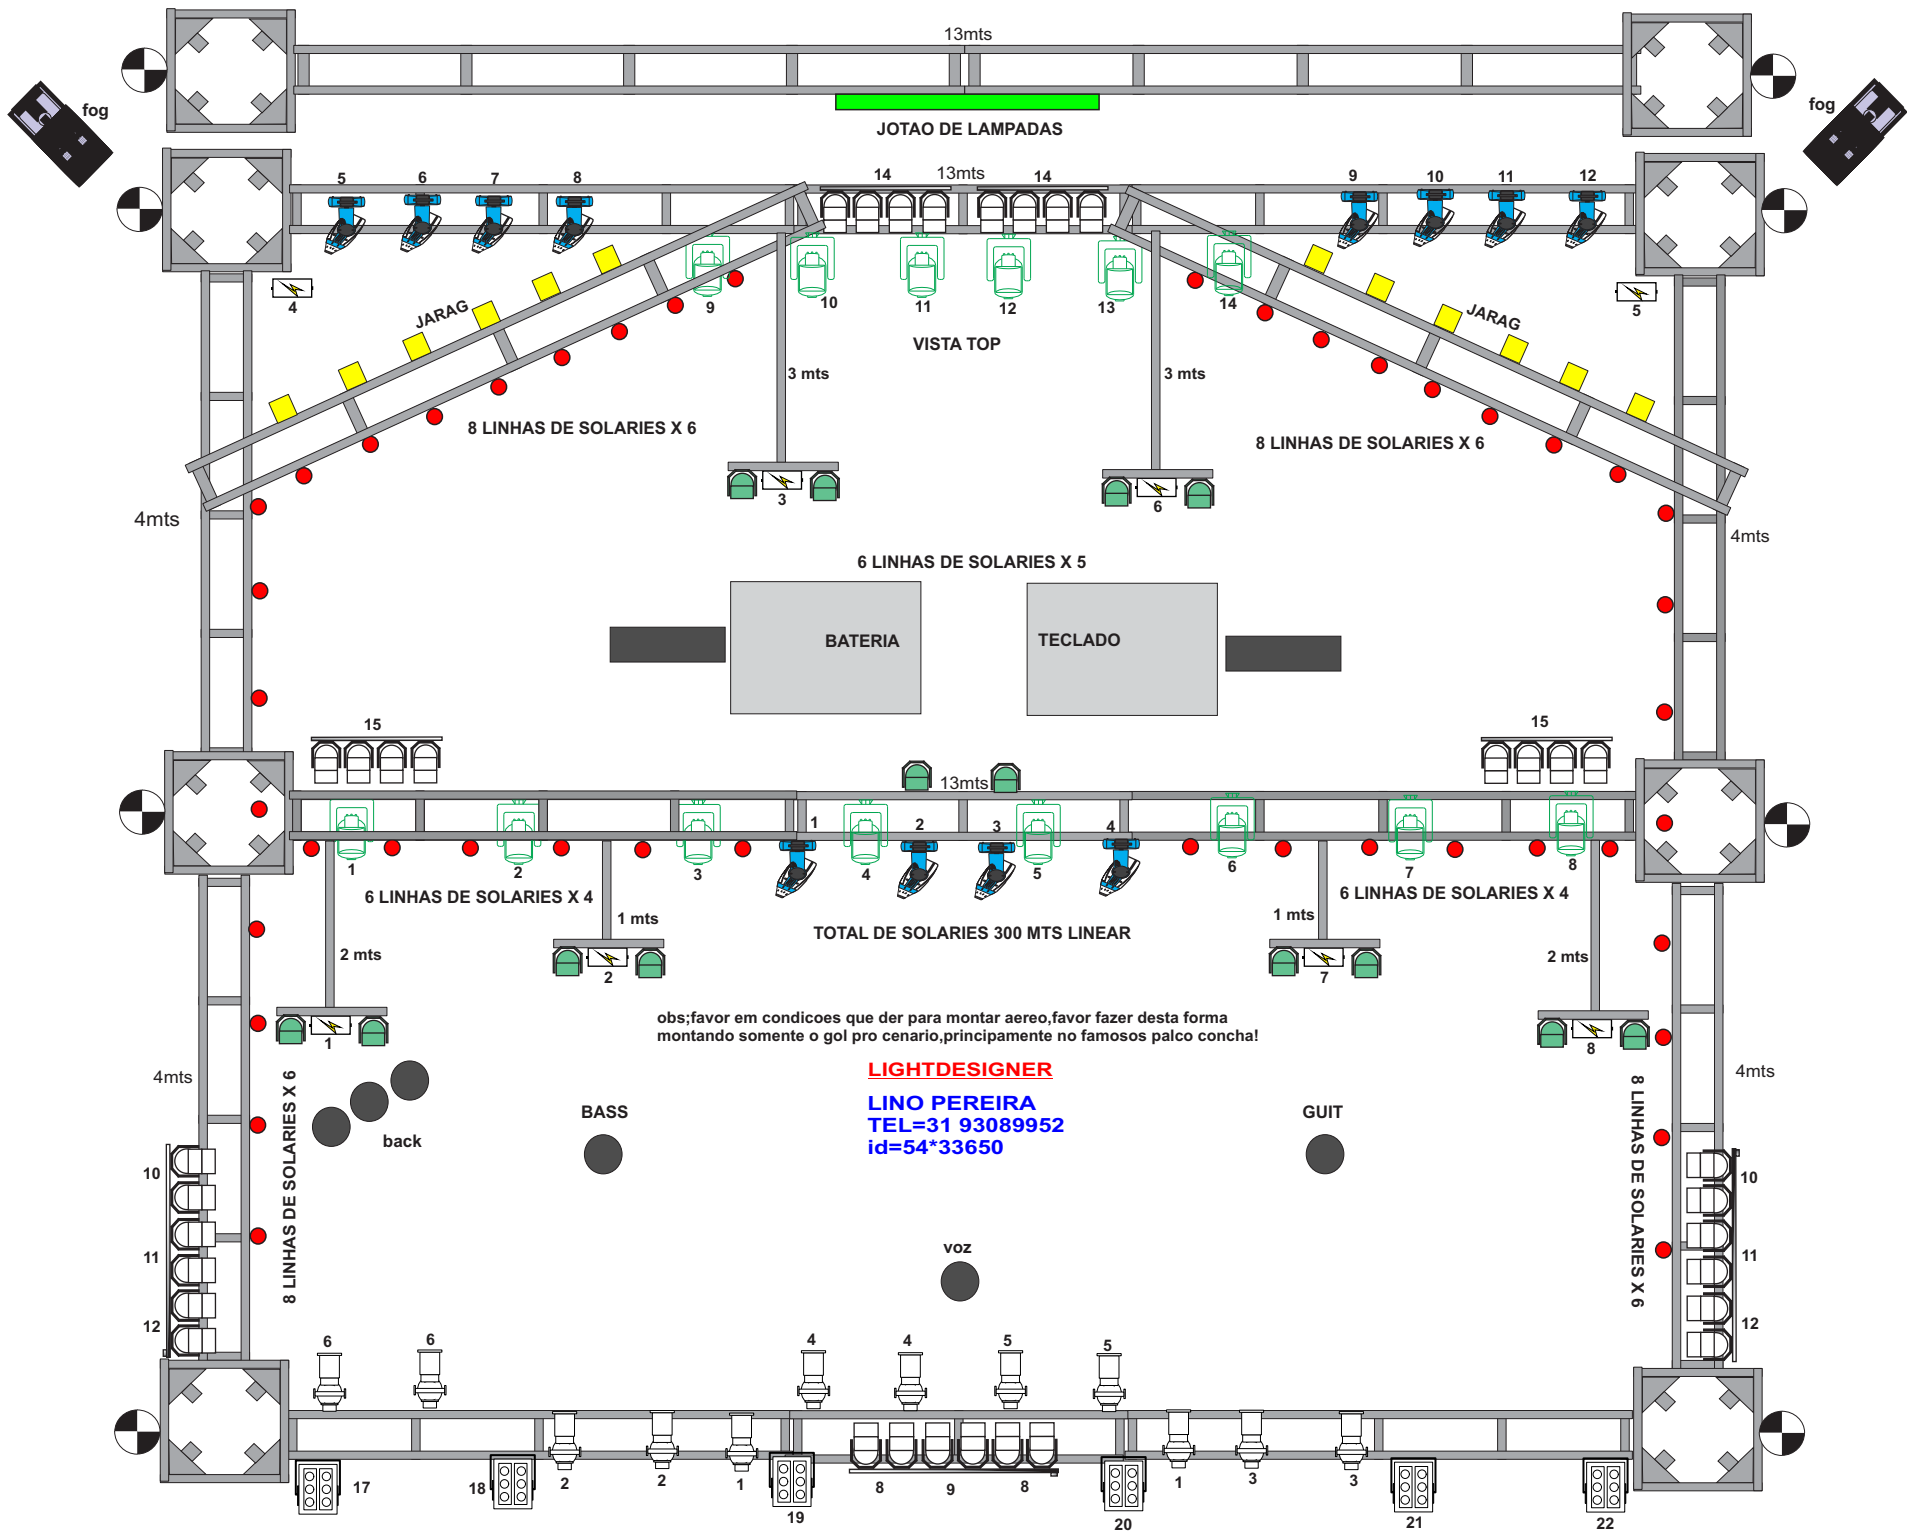 13mts
fog
fog
JOTAO DE LAMPADAS
5 6 7 8 14 13mts 14 9 10 11 12
4 9 10 11 12 13 14 5
JARAG
JARAG
VISTA TOP
3 mts
3 mts
8 LINHAS DE SOLARIES X 6
8 LINHAS DE SOLARIES X 6
3
6
4mts
4mts
6 LINHAS DE SOLARIES X 5
BATERIA
TECLADO
15
15
13mts
1 2 3 4
1 2 3 4 5 6 7 8
6 LINHAS DE SOLARIES X 4
6 LINHAS DE SOLARIES X 4
1 mts
1 mts
TOTAL DE SOLARIES 300 MTS LINEAR
2 mts
2 mts
2
7
obs;favor em condicoes que der para montar aereo,favor fazer desta forma
montando somente o gol pro cenario,principamente no famosos palco concha!
1
8
LIGHTDESIGNER
4mts
4mts
LINO PEREIRA
TEL=31 93089952
id=54*33650
8 LINHAS DE SOLARIES X 6
8 LINHAS DE SOLARIES X 6
back
BASS
GUIT
10
10
11
11
voz
12
12
6 6 4 4 5 5
17 18 2 2 1 19 8 9 8 20 1 3 3 21 22